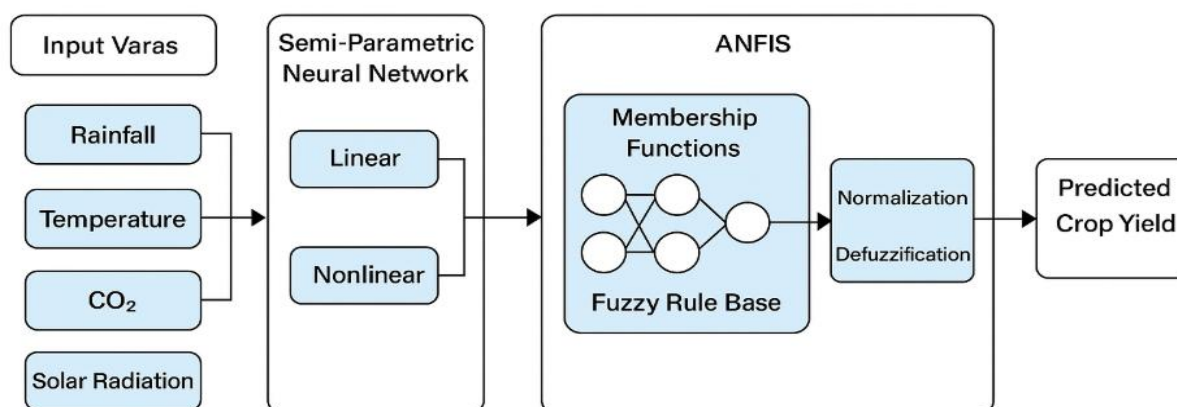 Input Varas
Rainfall
Temperature
CO₂
Solar Radiation
Semi-Parametric
Neural Network
Linear
Nonlinear
ANFIS
Membership
Functions
Fuzzy Rule Base
Normalization
Defuzzification
Predicted
Crop Yield